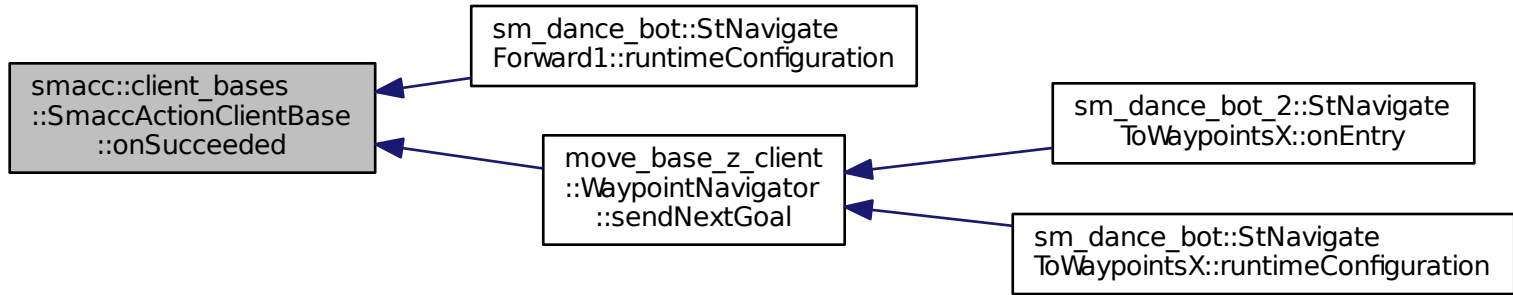 smacc::client_bases
::SmaccActionClientBase
::onSucceeded
sm_dance_bot::StNavigate
Forward1::runtimeConfiguration
move_base_z_client
::WaypointNavigator
::sendNextGoal
sm_dance_bot_2::StNavigate
ToWaypointsX::onEntry
sm_dance_bot::StNavigate
ToWaypointsX::runtimeConfiguration